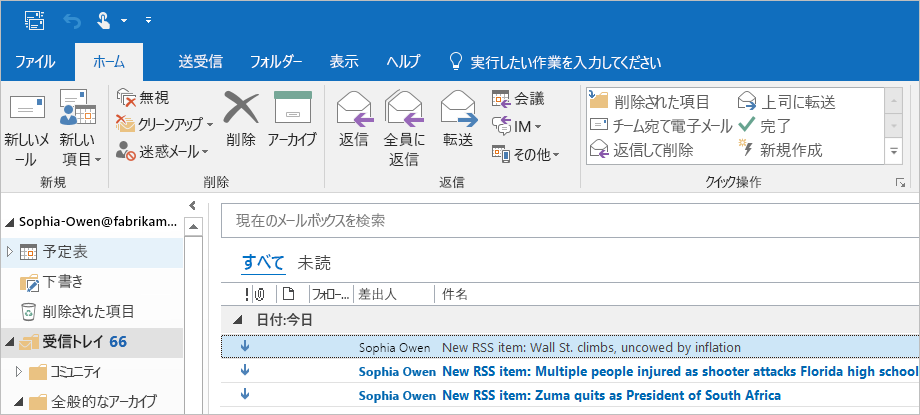 ファイル ホーム 送受信 フォルダー 表示 ヘルプ 実行したい作業を入力してください
新しいメール
新しい項目
新規
無視
クリーンアップ
迷惑メール
削除
アーカイブ
削除
返信
全員に返信
転送
会議
IM
その他
返信
削除された項目
チーム宛て電子メール
返信して削除
上司に転送
完了
新規作成
クイック操作
Sophia-Owen@fabrikam...
予定表
下書き
削除された項目
受信トレイ 66
コミュニティ
全般的なアーカイブ
現在のメールボックスを検索
すべて 未読
! フォロー... 差出人 件名
日付:今日
Sophia Owen New RSS item: Wall St. climbs, uncowed by inflation
Sophia Owen New RSS item: Multiple people injured as shooter attacks Florida high school
Sophia Owen New RSS item: Zuma quits as President of South Africa